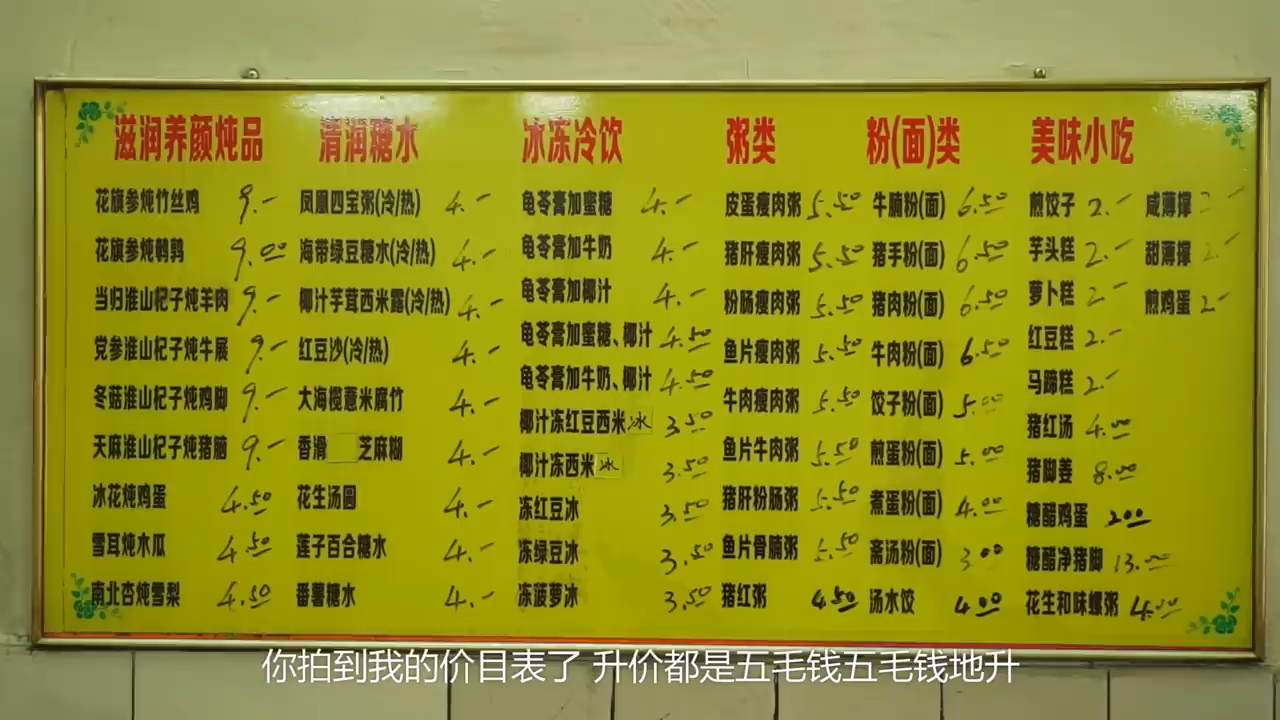 滋润养颜炖品
花旗参炖竹丝鸡 9.-
花旗参炖鹌鹑 9.00
当归淮山杞子炖羊肉 9.-
党参淮山杞子炖牛展 9.-
冬菇淮山杞子炖鸡脚 9.-
天麻淮山杞子炖猪脑 9.-
冰花炖鸡蛋 4.50
雪耳炖木瓜 4.50
南北杏炖雪梨 4.50
清润糖水
凤凰四宝粥(冷/热) 4.-
海带绿豆糖水(冷/热) 4.-
椰汁芋茸西米露(冷/热) 4.-
红豆沙(冷/热) 4.-
大海榄薏米腐竹 4.-
香滑 芝麻糊 4.-
花生汤圆 4.-
莲子百合糖水 4.-
番薯糖水 4.-
冰冻冷饮
龟苓膏加蜜糖 4.-
龟苓膏加牛奶 4.-
龟苓膏加椰汁 4.-
龟苓膏加蜜糖、椰汁 4.50
龟苓膏加牛奶、椰汁 4.50
椰汁冻红豆西米冰 3.50
椰汁冻西米冰 3.50
冻红豆冰 3.50
冻绿豆冰 3.50
冻菠萝冰 3.50
粥类
皮蛋瘦肉粥 5.50
猪肝瘦肉粥 5.50
粉肠瘦肉粥 5.50
鱼片瘦肉粥 5.50
牛肉瘦肉粥 5.50
鱼片牛肉粥 5.50
猪肝粉肠粥 5.50
鱼片骨腩粥 5.50
猪红粥 4.50
粉(面)类
牛腩粉(面) 6.50
猪手粉(面) 6.50
猪肉粉(面) 6.50
牛肉粉(面) 6.50
饺子粉(面) 5.00
煎蛋粉(面) 5.00
煮蛋粉(面) 4.00
斋汤粉(面) 3.00
汤水饺 4.00
美味小吃
煎饺子 2.-
芋头糕 2.-
萝卜糕 2.-
红豆糕 2.-
马蹄糕 2.-
猪红汤 4.00
猪脚姜 8.00
糖醋鸡蛋 2.00
糖醋净猪脚 13.00
花生和味螺粥 4.00
咸薄撑 2.-
甜薄撑 2.-
煎鸡蛋 2.-
你拍到我的价目表了 升价都是五毛钱五毛钱地升